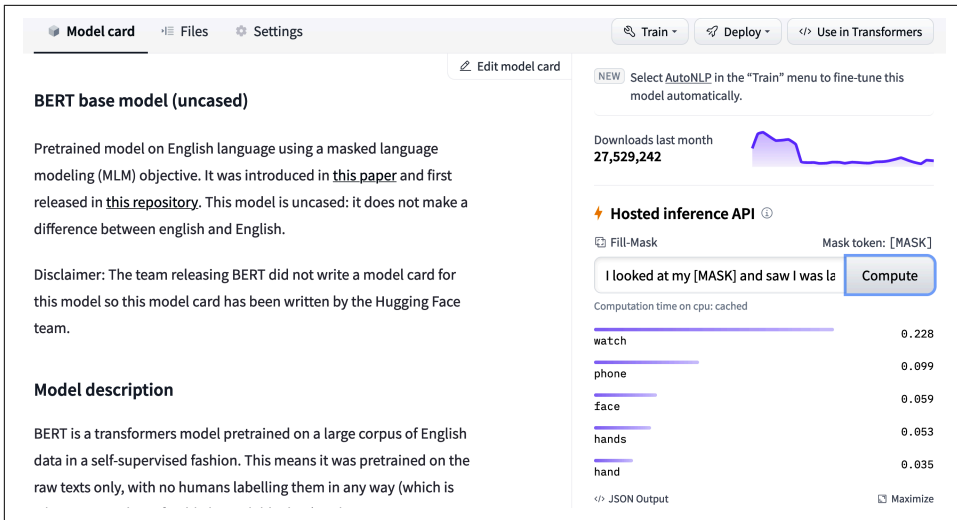 Model card
Files
Settings
Train
Deploy
</> Use in Transformers
Edit model card
BERT base model (uncased)
Pretrained model on English language using a masked language
modeling (MLM) objective. It was introduced in this paper and first
released in this repository. This model is uncased: it does not make a
difference between english and English.
Disclaimer: The team releasing BERT did not write a model card for
this model so this model card has been written by the Hugging Face
team.
Model description
BERT is a transformers model pretrained on a large corpus of English
data in a self-supervised fashion. This means it was pretrained on the
raw texts only, with no humans labelling them in any way (which is
NEW Select AutoNLP in the “Train” menu to fine-tune this
model automatically.
Downloads last month
27,529,242
Hosted inference API
Fill-Mask
Mask token: [MASK]
I looked at my [MASK] and saw I was la
Compute
Computation time on cpu: cached
watch 0.228
phone 0.099
face 0.059
hands 0.053
hand 0.035
</> JSON Output
Maximize